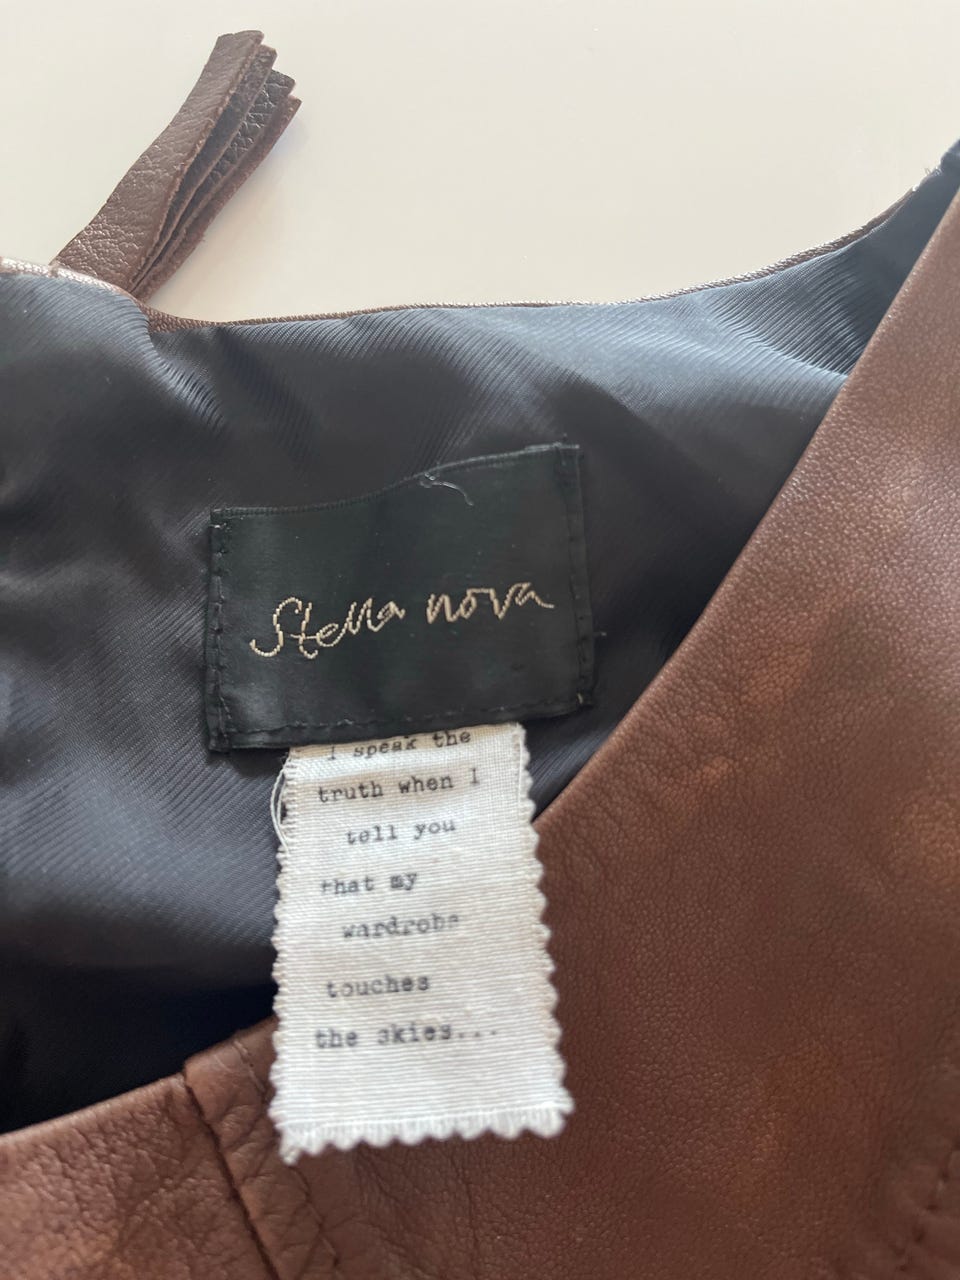 Stella nova
I speak the
truth when I
tell you
that my
wardrobe
touches
the skies...